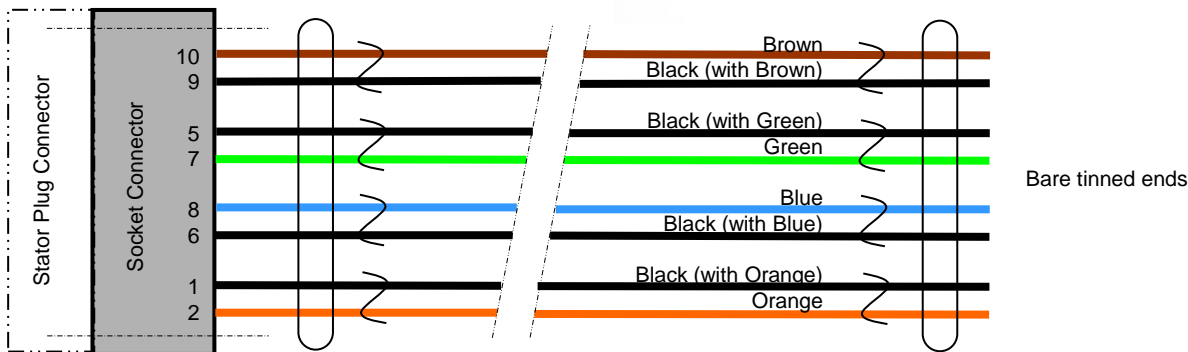 Stator Plug Connector
Socket Connector
10
Brown
9
Black (with Brown)
5
Black (with Green)
7
Green
8
Blue
6
Black (with Blue)
1
Black (with Orange)
2
Orange
Bare tinned ends